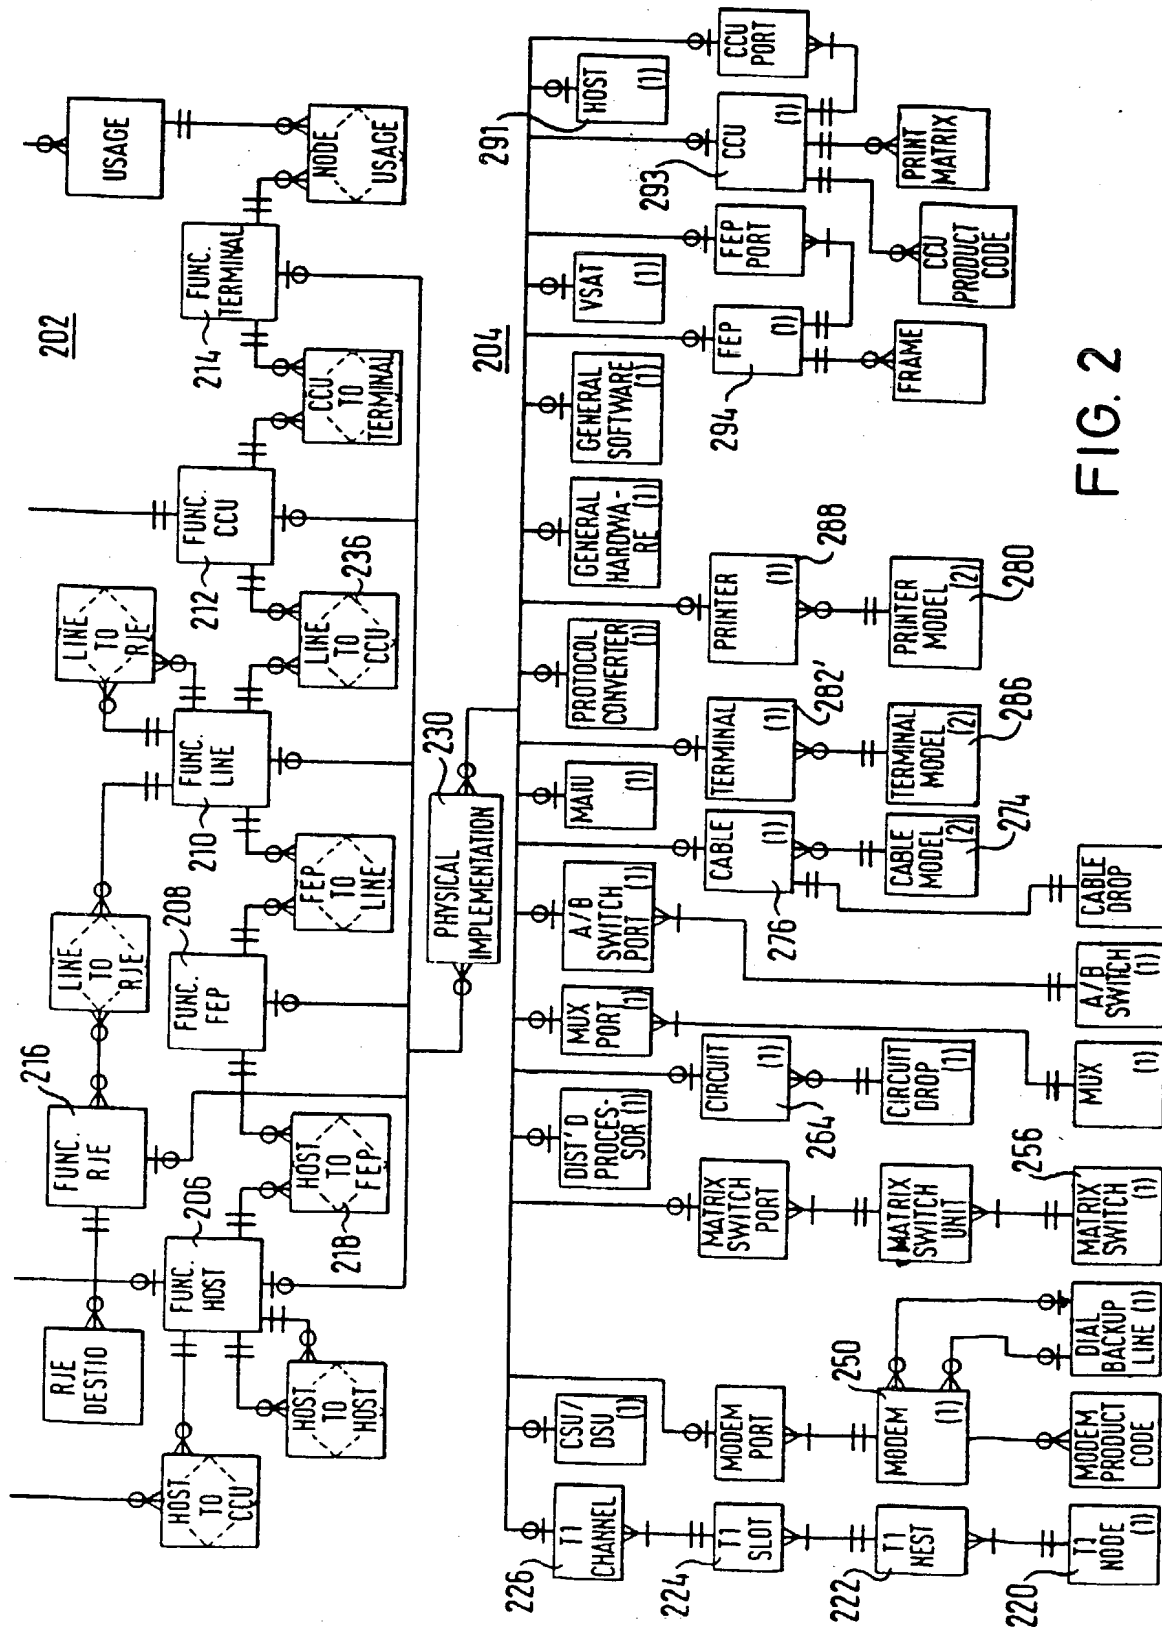 202
HOST
TO
CCU
RJE
DESTIO
216
FUNC.
RJE
LINE
TO
RJE
LINE
TO
RJE
USAGE
HOST
TO
HOST
FUNC.
HOST
206
HOST
TO
FEP
218
FUNC.
FEP
208
FEP
TO
LINE
FUNC.
LINE
210
LINE
TO
CCU
236
FUNC.
CCU
212
CCU
TO
TERMINAL
FUNC.
TERMINAL
214
NODE
USAGE
PHYSICAL
IMPLEMENTATION
230
204
T1
CHANNEL
226
CSU/
DSU
(1)
DIST'D
PROCES-
SOR (1)
MUX
PORT
(1)
A/B
SWITCH
PORT
(1)
MAIU
(1)
PROTOCOL
CONVERTER
(1)
GENERAL
HARDWA-
RE (1)
GENERAL
SOFTWARE
(1)
VSAT
(1)
HOST
(1)
291
T1
SLOT
224
MODEM
PORT
MATRIX
SWITCH
PORT
CIRCUIT
(1)
264
CABLE
(1)
276
TERMINAL
(1)
282'
PRINTER
(1)
288
FEP
(1)
294
FEP
PORT
CCU
(1)
293
CCU
PORT
T1
NEST
222
MODEM
(1)
250
MATRIX
SWITCH
UNIT
CIRCUIT
DROP
(1)
CABLE
MODEL
(2)
274
TERMINAL
MODEL
(2)
286
PRINTER
MODEL
(2)
280
FRAME
CCU
PRODUCT
CODE
PRINT
MATRIX
T1
NODE
(1)
220
MODEM
PRODUCT
CODE
DIAL
BACKUP
LINE (1)
MATRIX
SWITCH
(1)
256
MUX
(1)
A/B
SWITCH
(1)
CABLE
DROP
FIG. 2